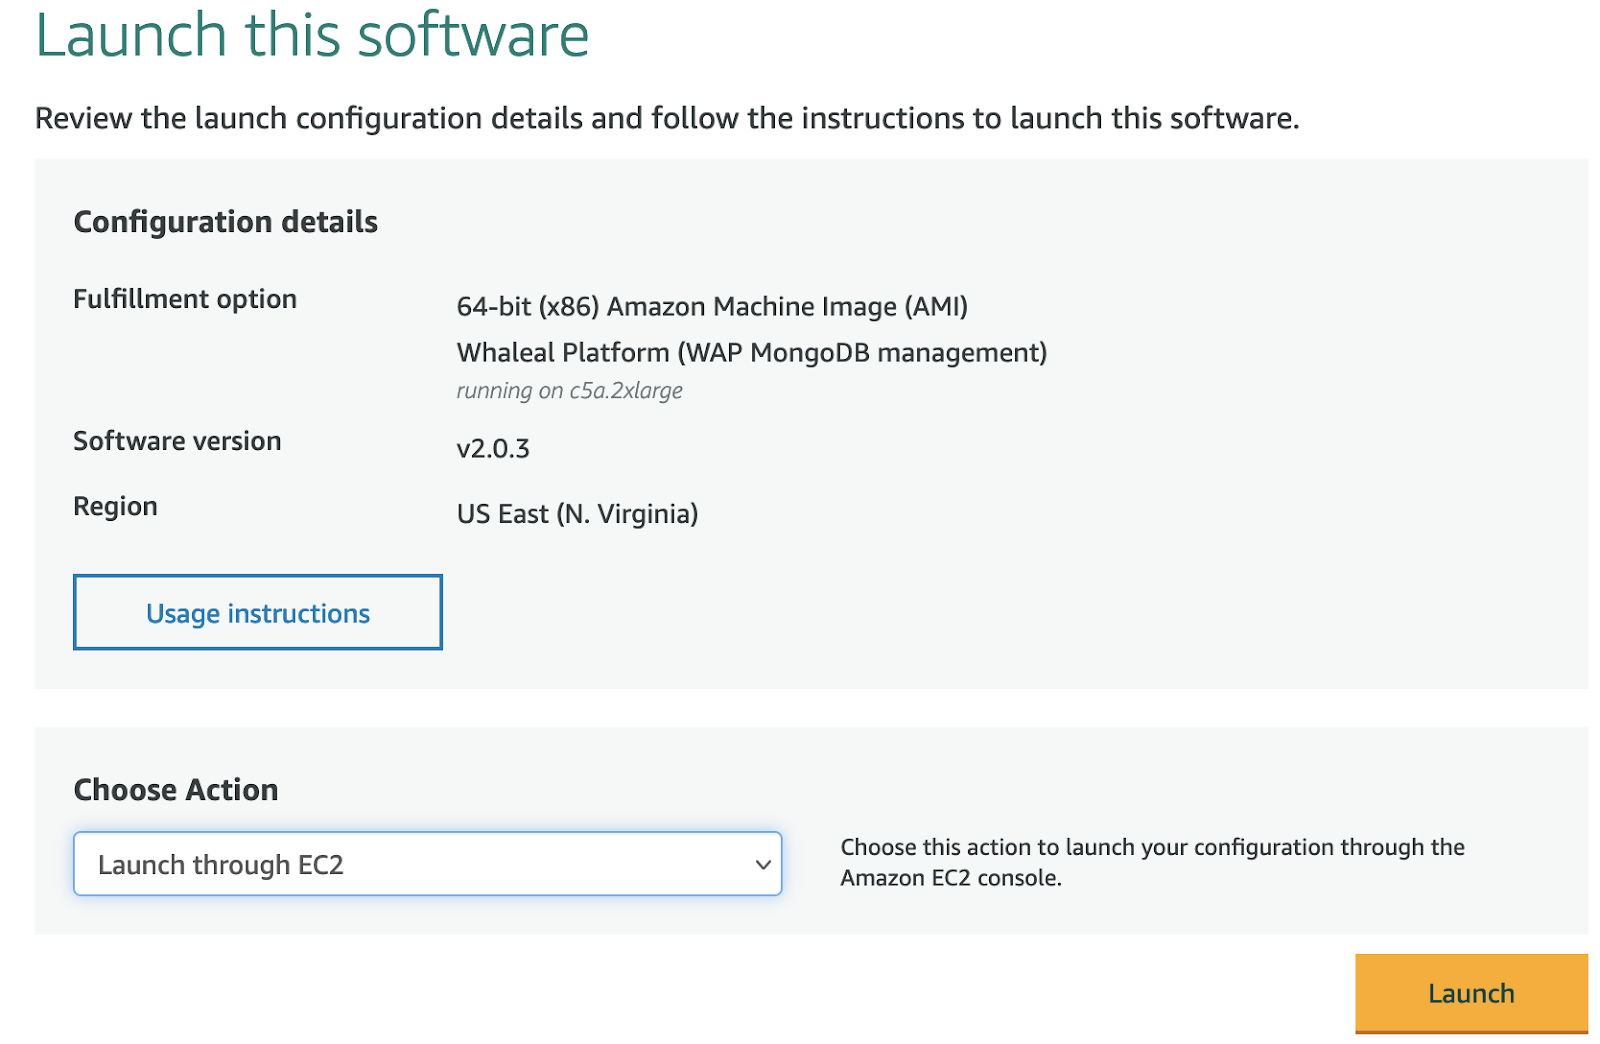 Launch this software
Review the launch configuration details and follow the instructions to launch this software.
Configuration details
Fulfillment option
64-bit (x86) Amazon Machine Image (AMI)
Whaleal Platform (WAP MongoDB management)
running on c5a.2xlarge
Software version
v2.0.3
Region
US East (N. Virginia)
Usage instructions
Choose Action
Launch through EC2
Choose this action to launch your configuration through the
Amazon EC2 console.
Launch